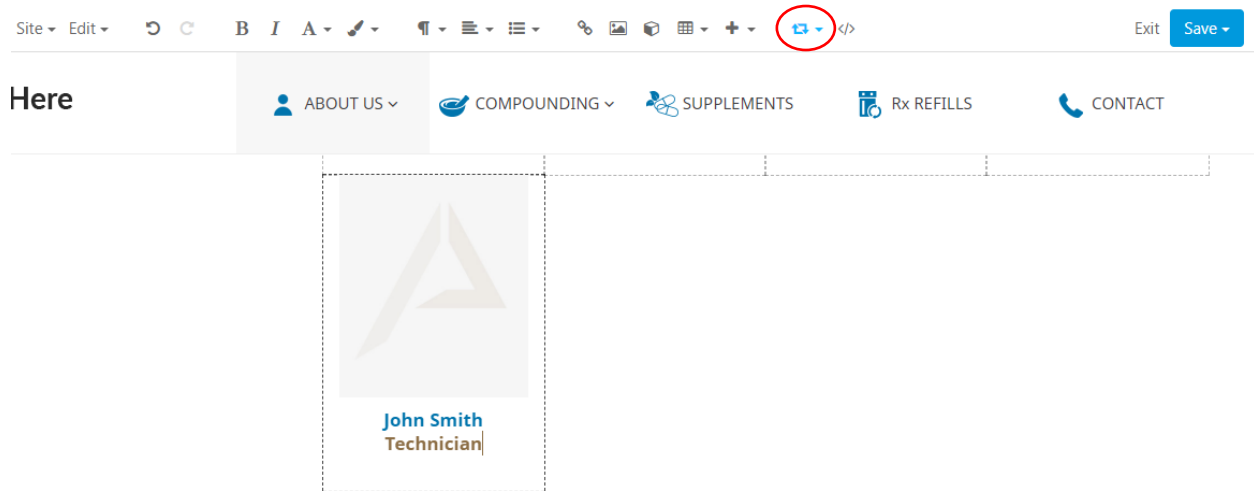 Site Edit B I A ¶ </> Exit Save
Here ABOUT US COMPOUNDING SUPPLEMENTS Rx REFILLS CONTACT
John Smith
Technician